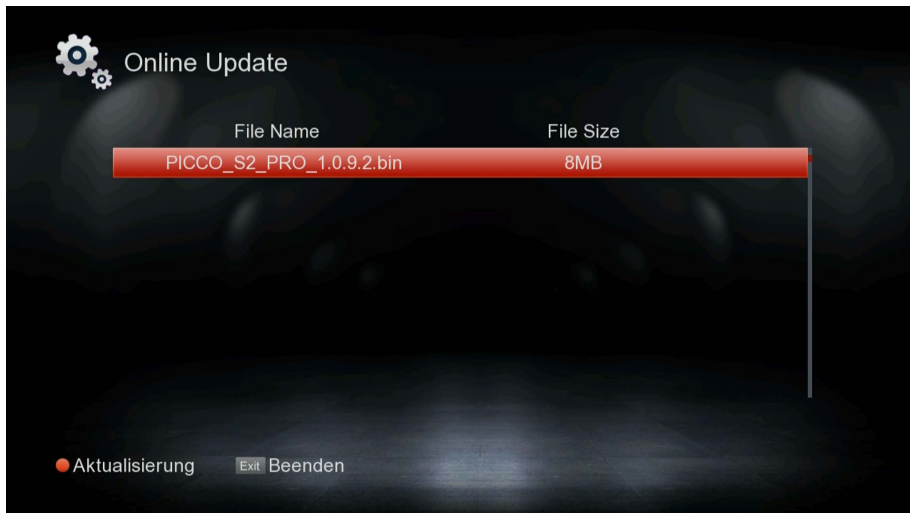 Online Update
File Name File Size
PICCO_S2_PRO_1.0.9.2.bin 8MB
Aktualisierung Exit Beenden